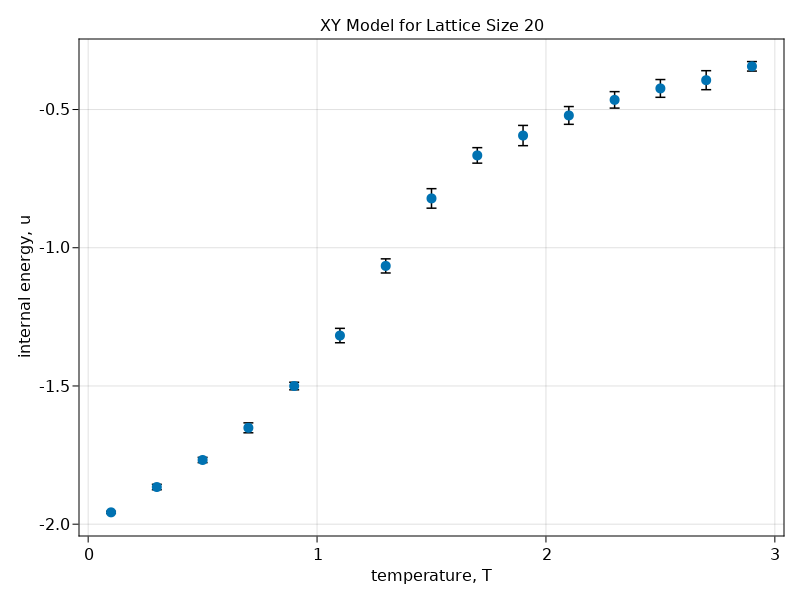 XY Model for Lattice Size 20
internal energy, u
-0.5
-1.0
-1.5
-2.0
0 1 2 3
temperature, T